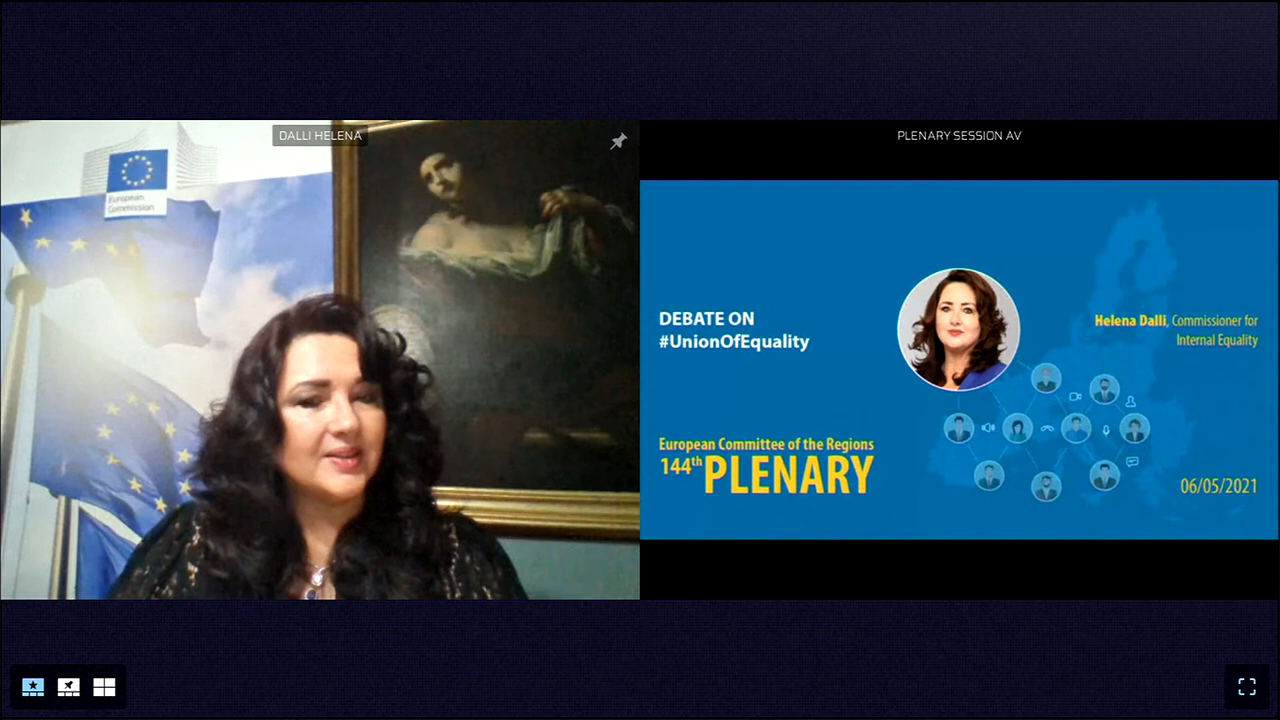 DALLI HELENA
European
Commission
PLENARY SESSION AV
DEBATE ON
#UnionOfEquality
Helena Dalli, Commissioner for
Internal Equality
European Committee of the Regions
144th PLENARY
06/05/2021